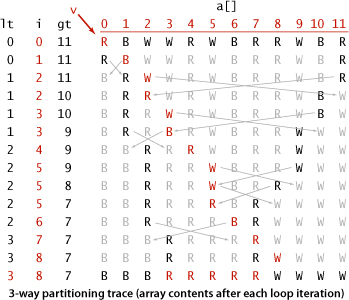 a[]
v
lt i gt 0 1 2 3 4 5 6 7 8 9 10 11
0 0 11 R B W W R W B R R W B R
0 1 11 R B W W R W B R R W B R
1 2 11 B R W W R W B R R W B R
1 2 10 B R R W R W B R R W B W
1 3 10 B R R W R W B R R W B W
1 3 9 B R R B R W B R R W W W
2 4 9 B B R R R W B R R W W W
2 5 9 B B R R R W B R R W W W
2 5 8 B B R R R W B R R W W W
2 5 7 B B R R R R B R W W W W
2 6 7 B B R R R R B R W W W W
3 7 7 B B B R R R R R W W W W
3 8 7 B B B R R R R R W W W W
3 8 7 B B B R R R R R W W W W
3-way partitioning trace (array contents after each loop iteration)